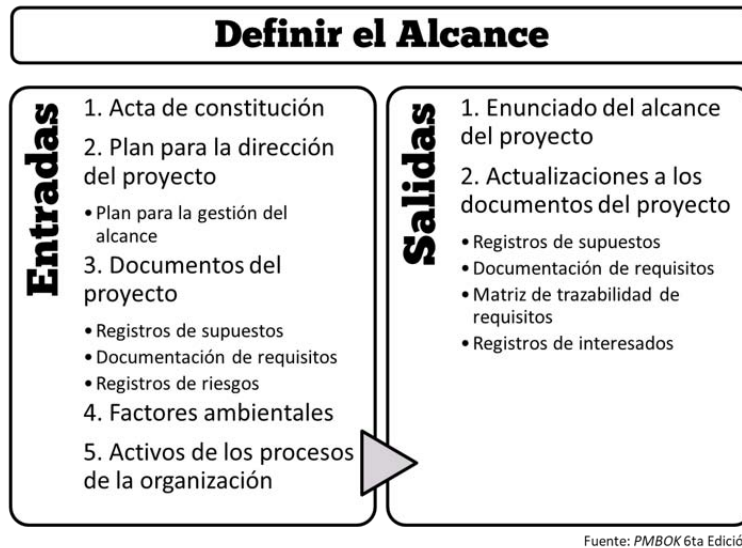 Definir el Alcance
Entradas
1. Acta de constitución
2. Plan para la dirección
del proyecto
• Plan para la gestión del
alcance
3. Documentos del
proyecto
• Registros de supuestos
• Documentación de requisitos
• Registros de riesgos
4. Factores ambientales
5. Activos de los procesos
de la organización
Salidas
1. Enunciado del alcance
del proyecto
2. Actualizaciones a los
documentos del proyecto
• Registros de supuestos
• Documentación de requisitos
• Matriz de trazabilidad de
requisitos
• Registros de interesados
Fuente: PMBOK 6ta Edició